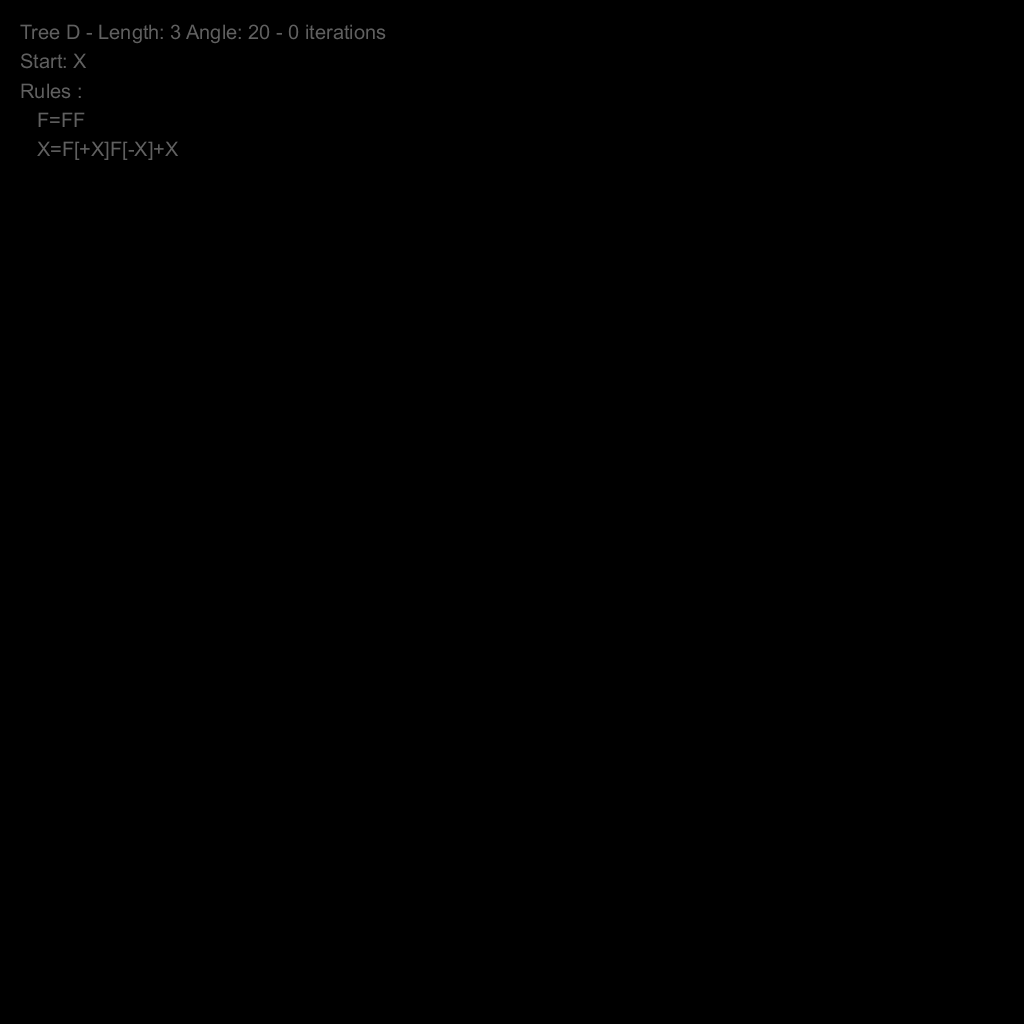 Tree D - Length: 3 Angle: 20 - 0 iterations
Start: X
Rules :
F=FF
X=F[+X]F[-X]+X